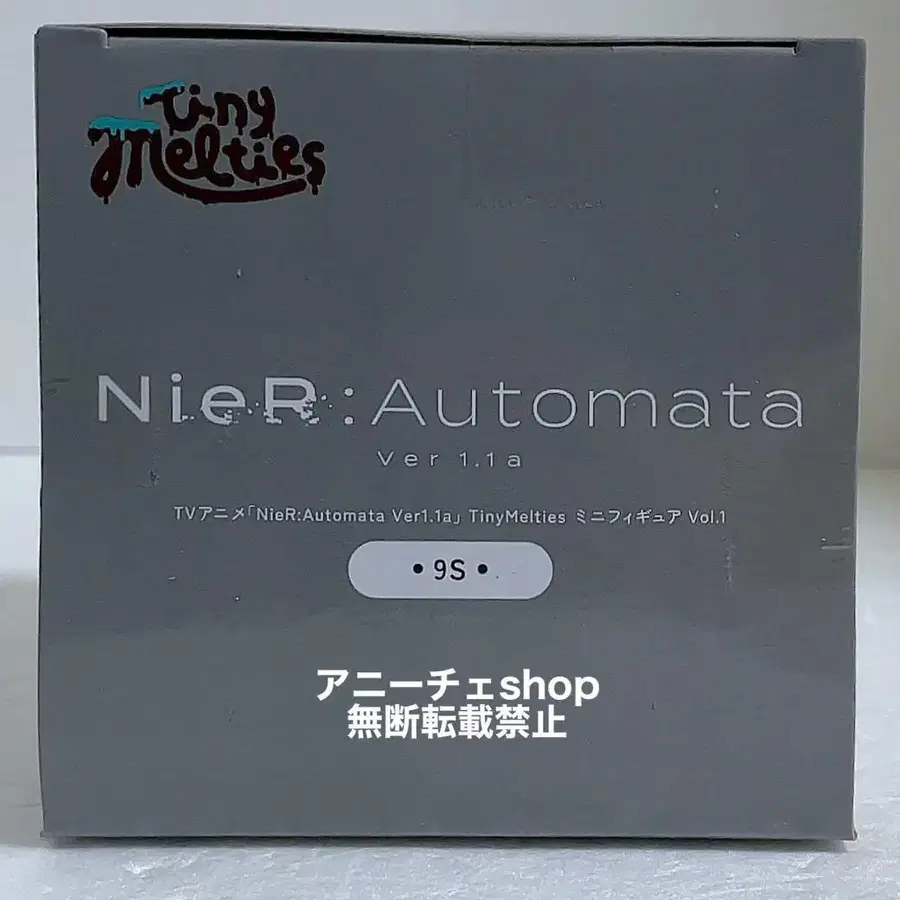 Tiny
Melties
NieR:Automata
Ver 1.1a
TVアニメ「NieR:Automata Ver1.1a」 TinyMelties ミニフィギュア Vol.1
• 9S •
アニーチェshop
無断転載禁止